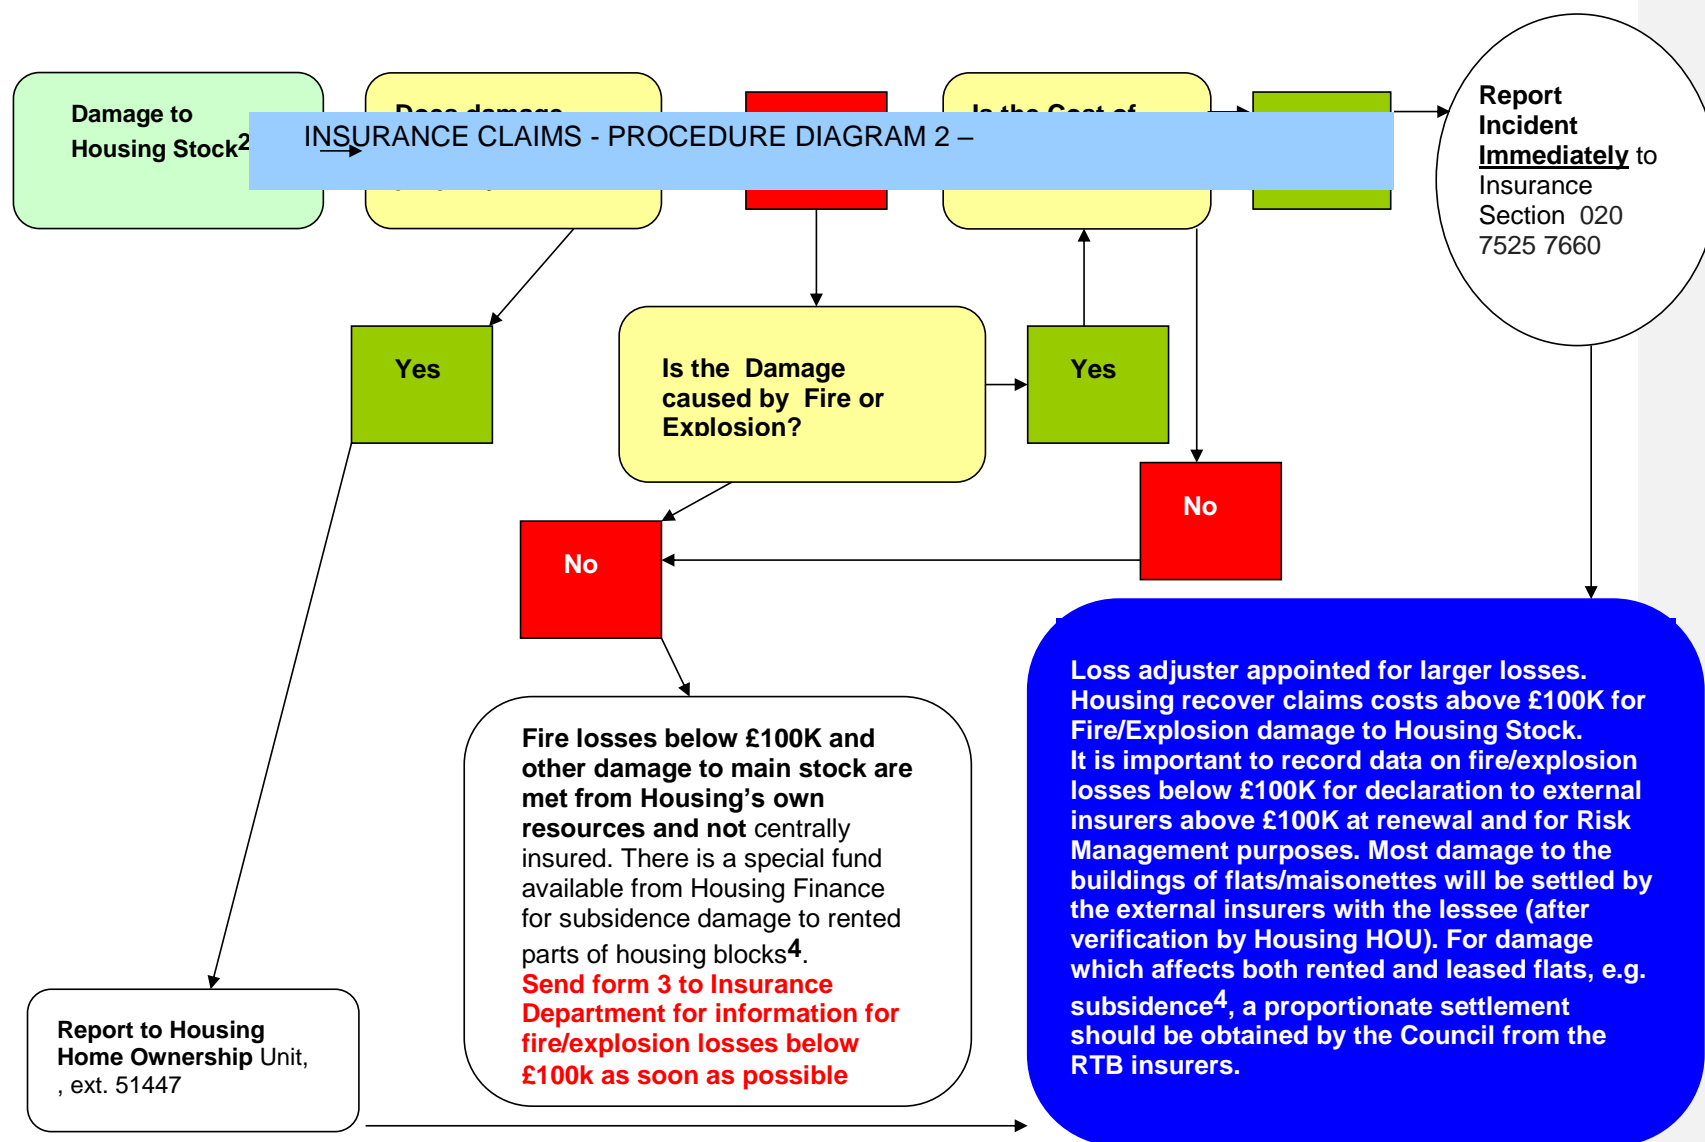 Damage to
Housing Stock2
Does damage
INSURANCE CLAIMS - PROCEDURE DIAGRAM 2 –
Is the Cost of
Report
Incident
Immediately to
Insurance
Section 020
7525 7660
Yes
Is the Damage
caused by Fire or
Explosion?
Yes
No
No
Fire losses below £100K and
other damage to main stock are
met from Housing’s own
resources and not centrally
insured. There is a special fund
available from Housing Finance
for subsidence damage to rented
parts of housing blocks4.
Send form 3 to Insurance
Department for information for
fire/explosion losses below
£100k as soon as possible
Loss adjuster appointed for larger losses.
Housing recover claims costs above £100K for
Fire/Explosion damage to Housing Stock.
It is important to record data on fire/explosion
losses below £100K for declaration to external
insurers above £100K at renewal and for Risk
Management purposes. Most damage to the
buildings of flats/maisonettes will be settled by
the external insurers with the lessee (after
verification by Housing HOU). For damage
which affects both rented and leased flats, e.g.
subsidence4, a proportionate settlement
should be obtained by the Council from the
RTB insurers.
Report to Housing
Home Ownership Unit,
, ext. 51447